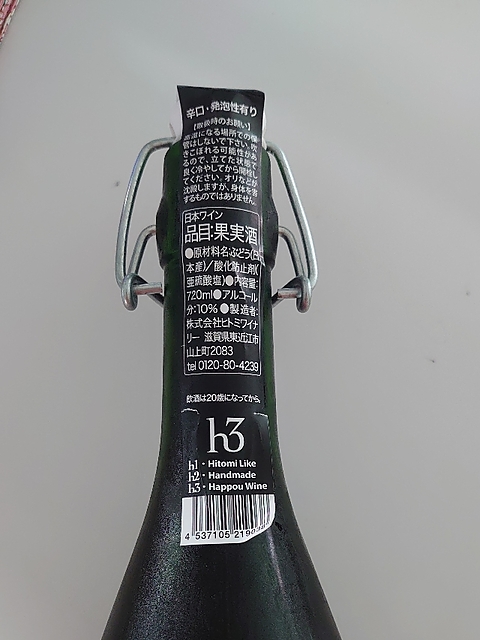 辛口・発泡性有り
【取扱時のお願い】
高温になる場所での保
管はしないで下さい。吹
きこぼれる可能性があ
るので、立てた状態で
良く冷やしてから開栓し
てください。オリなどが
沈殿しますが、身体を害
するものではありません。
日本ワイン
品目:果実酒
●原材料名:ぶどう(日
本産)/酸化防止剤(
亜硫酸塩)●内容量:
720ml●アルコール
分:10%●製造者:
株式会社ヒトミワイナ
リー 滋賀県東近江市
山上町2083
tel 0120-80-4239
飲酒は20歳になってから。
h3
h1・Hitomi Like
h2・Handmade
h3・Happou Wine
4 537105 219